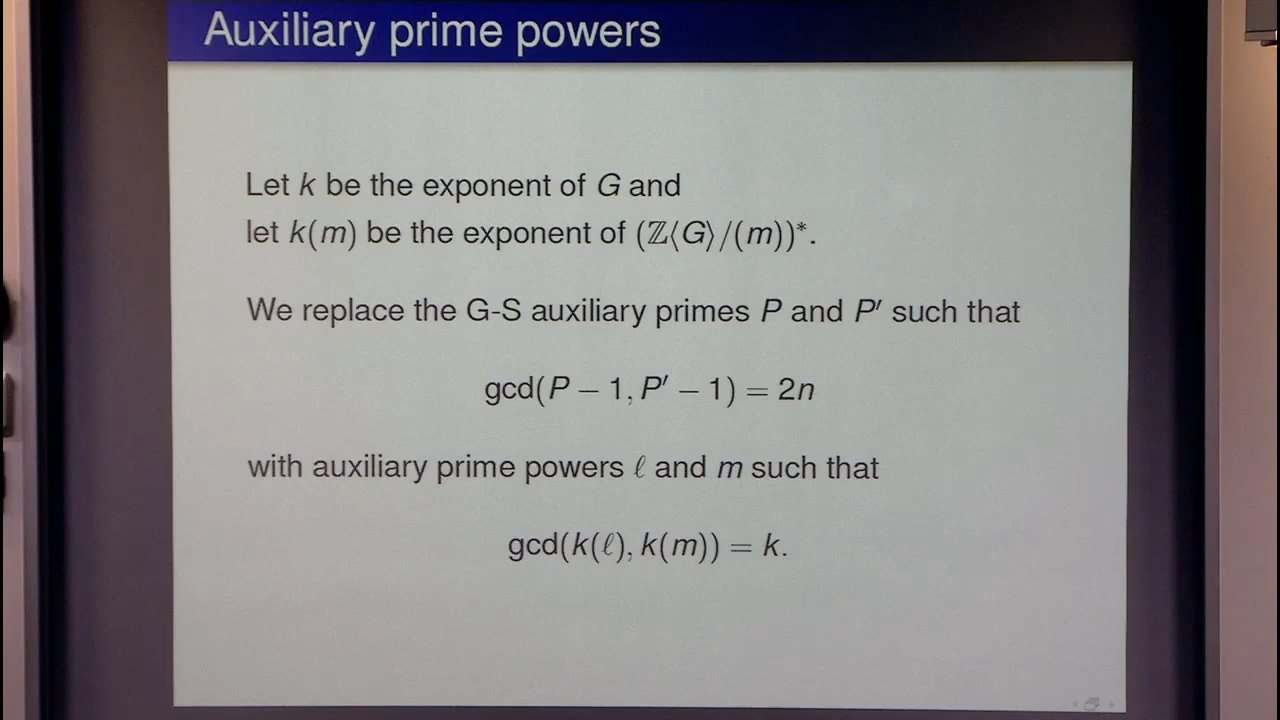 Auxiliary prime powers
Let k be the exponent of G and
let k(m) be the exponent of (ℤ⟨G⟩/(m))*.
We replace the G-S auxiliary primes P and P′ such that
gcd(P − 1, P′ − 1) = 2n
with auxiliary prime powers ℓ and m such that
gcd(k(ℓ), k(m)) = k.